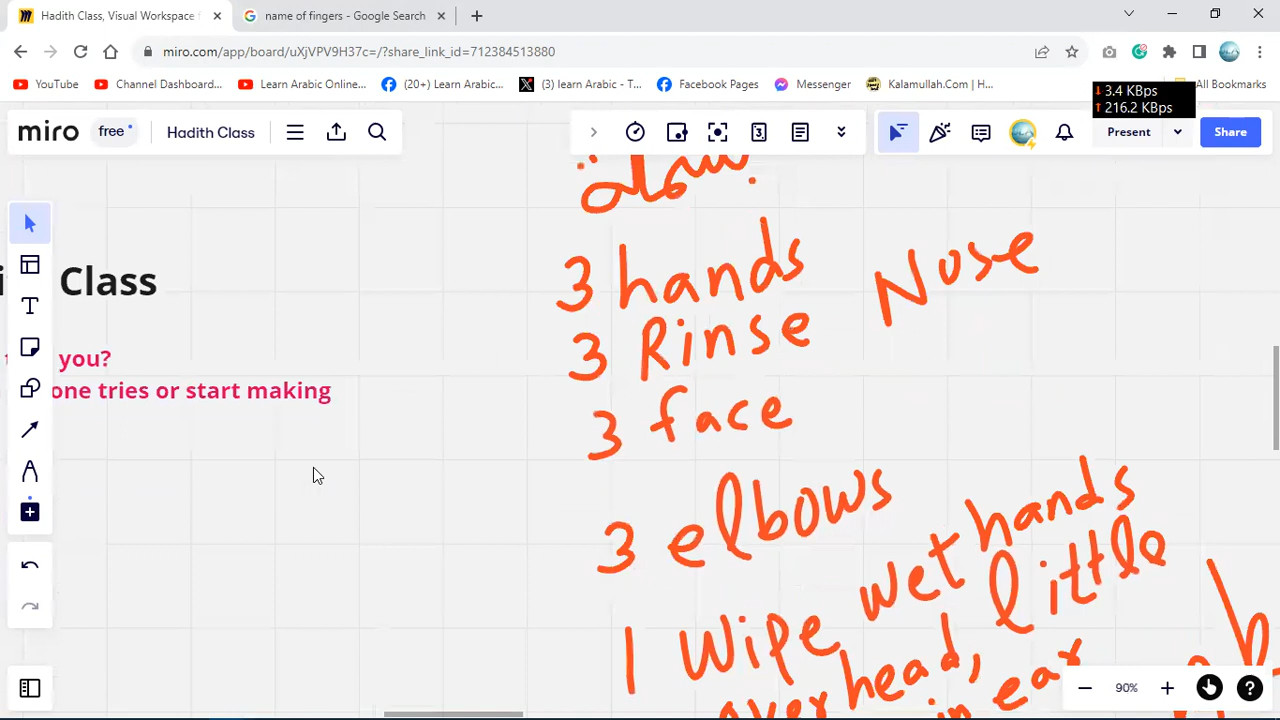 Hadith Class, Visual Workspace f
name of fingers - Google Search
miro.com/app/board/uXjVPV9H37c=/?share_link_id=712384513880
YouTube
Channel Dashboard...
Learn Arabic Online...
(20+) Learn Arabic...
(3) learn Arabic - T...
Facebook Pages
Messenger
Kalamullah.Com | H...
All Bookmarks
3.4 KBps
216.2 KBps
miro
free
Hadith Class
Present
Share
Class
you?
one tries or start making
3 hands
Nose
3 Rinse
3 face
3 elbows
1 Wipe wet hands
over head, little
in ear
90%